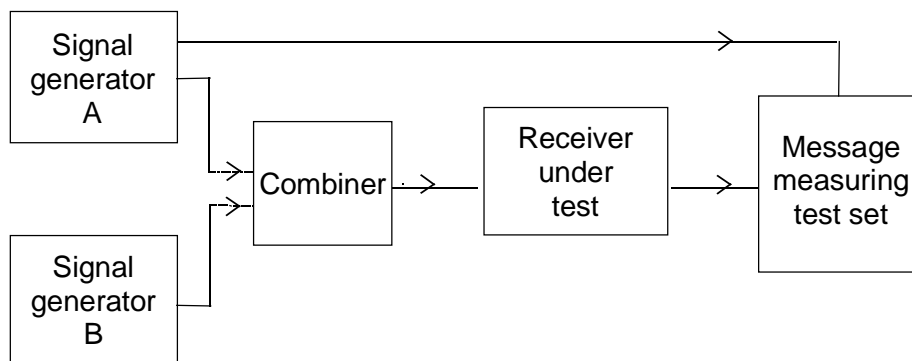 Signal
generator
A
Combiner
Receiver
under
test
Message
measuring
test set
Signal
generator
B